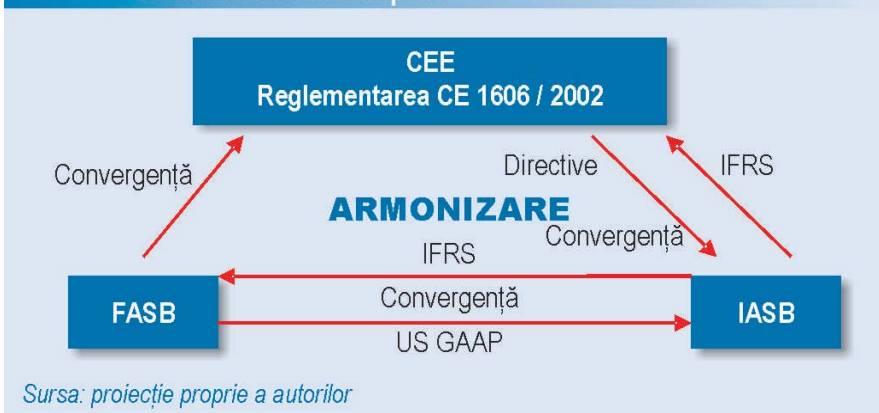 CEE
Reglementarea CE 1606 / 2002
Convergență
Directive
IFRS
ARMONIZARE
Convergență
IFRS
FASB
Convergență
IASB
US GAAP
Sursa: proiecție proprie a autorilor